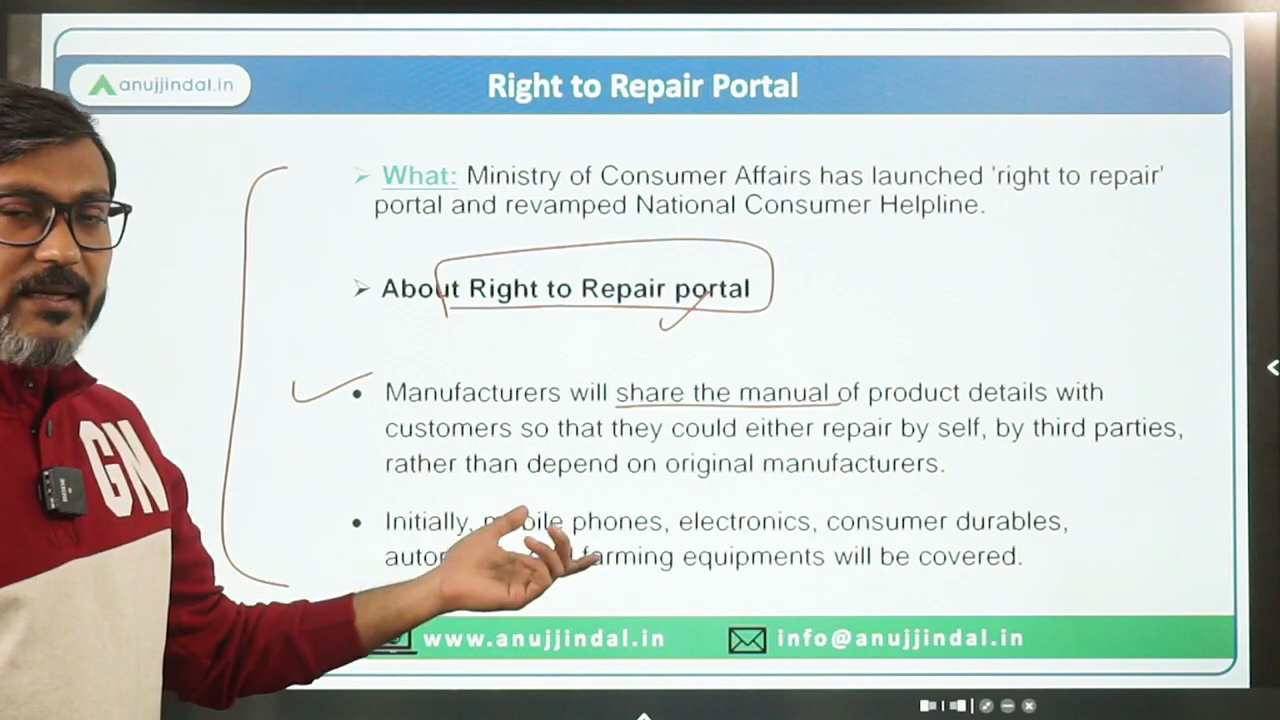 anujjindal.in
Right to Repair Portal
What: Ministry of Consumer Affairs has launched 'right to repair'
portal and revamped National Consumer Helpline.
About Right to Repair portal
Manufacturers will share the manual of product details with
customers so that they could either repair by self, by third parties,
rather than depend on original manufacturers.
Initially, phones, electronics, consumer durables,
farming equipments will be covered.
GN
www.anujjindal.in
info@anujjindal.in